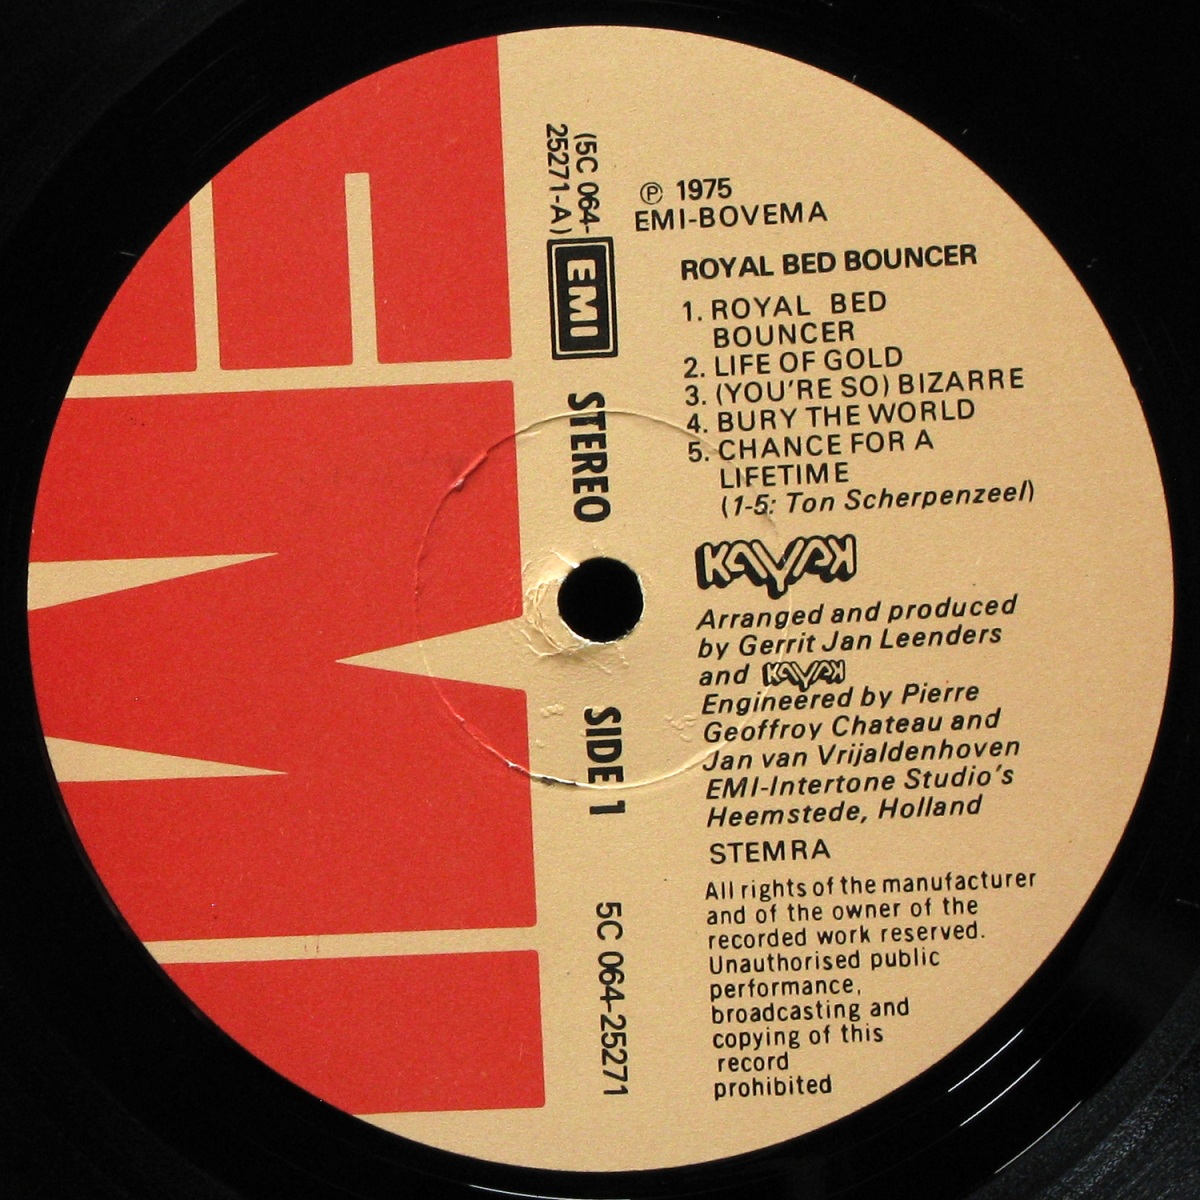 (5C 064-
25271-A)
EMI
STEREO
SIDE 1
5C 064-25271
℗ 1975
EMI-BOVEMA
ROYAL BED BOUNCER
1. ROYAL BED
BOUNCER
2. LIFE OF GOLD
3. (YOU'RE SO) BIZARRE
4. BURY THE WORLD
5. CHANCE FOR A
LIFETIME
(1-5: Ton Scherpenzeel)
KAYAK
Arranged and produced
by Gerrit Jan Leenders
and KAYAK
Engineered by Pierre
Geoffroy Chateau and
Jan van Vrijaldenhoven
EMI-Intertone Studio's
Heemstede, Holland
STEMRA
All rights of the manufacturer
and of the owner of the
recorded work reserved.
Unauthorised public
performance,
broadcasting and
copying of this
record
prohibited
EMI